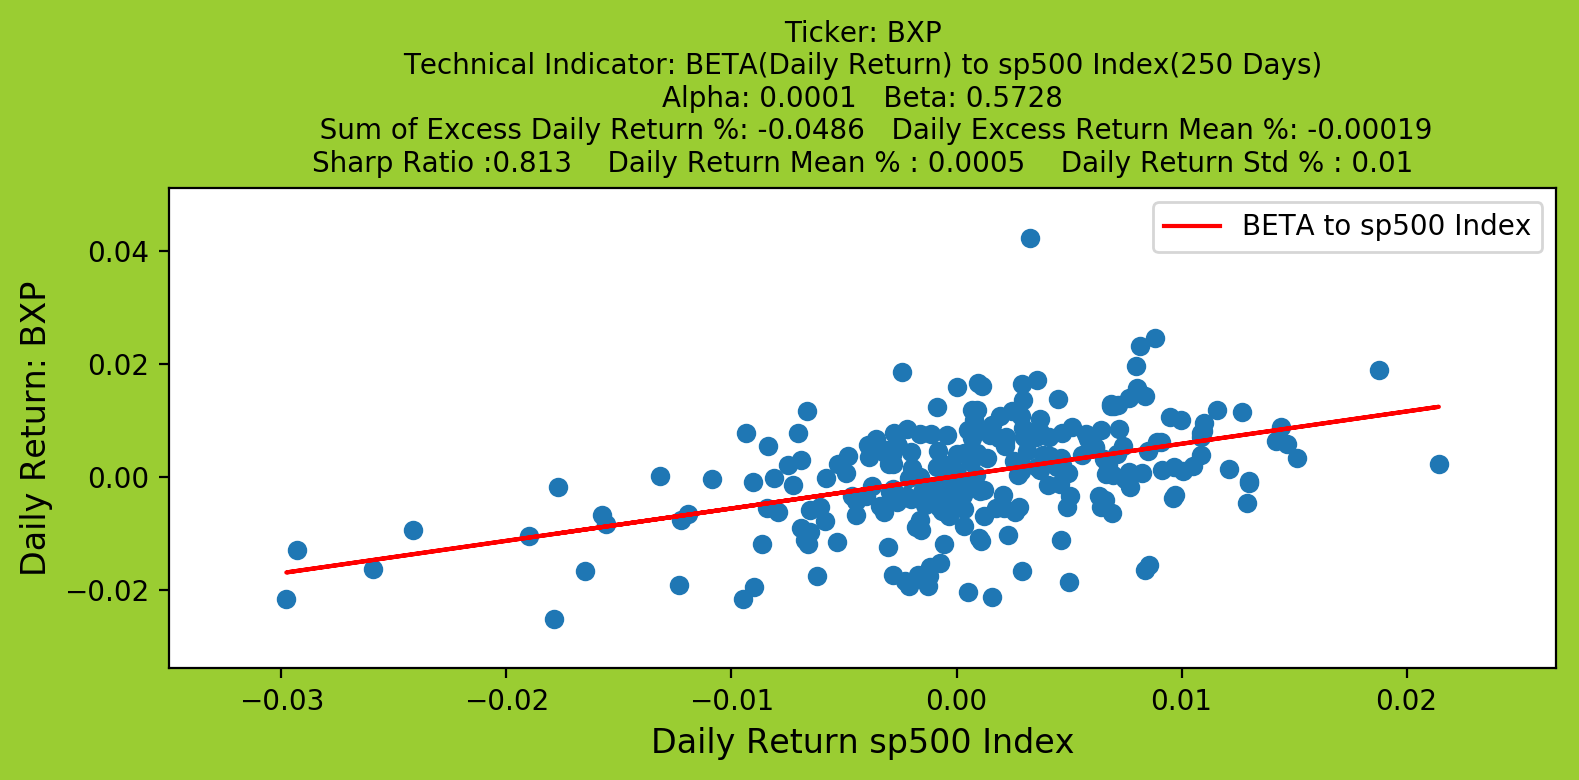 Ticker: BXP
Technical Indicator: BETA(Daily Return) to sp500 Index(250 Days)
Alpha: 0.0001   Beta: 0.5728
Sum of Excess Daily Return %: -0.0486   Daily Excess Return Mean %: -0.00019
Sharp Ratio :0.813    Daily Return Mean % : 0.0005    Daily Return Std % : 0.01
BETA to sp500 Index
Daily Return: BXP
0.04
0.02
0.00
−0.02
−0.03
−0.02
−0.01
0.00
0.01
0.02
Daily Return sp500 Index